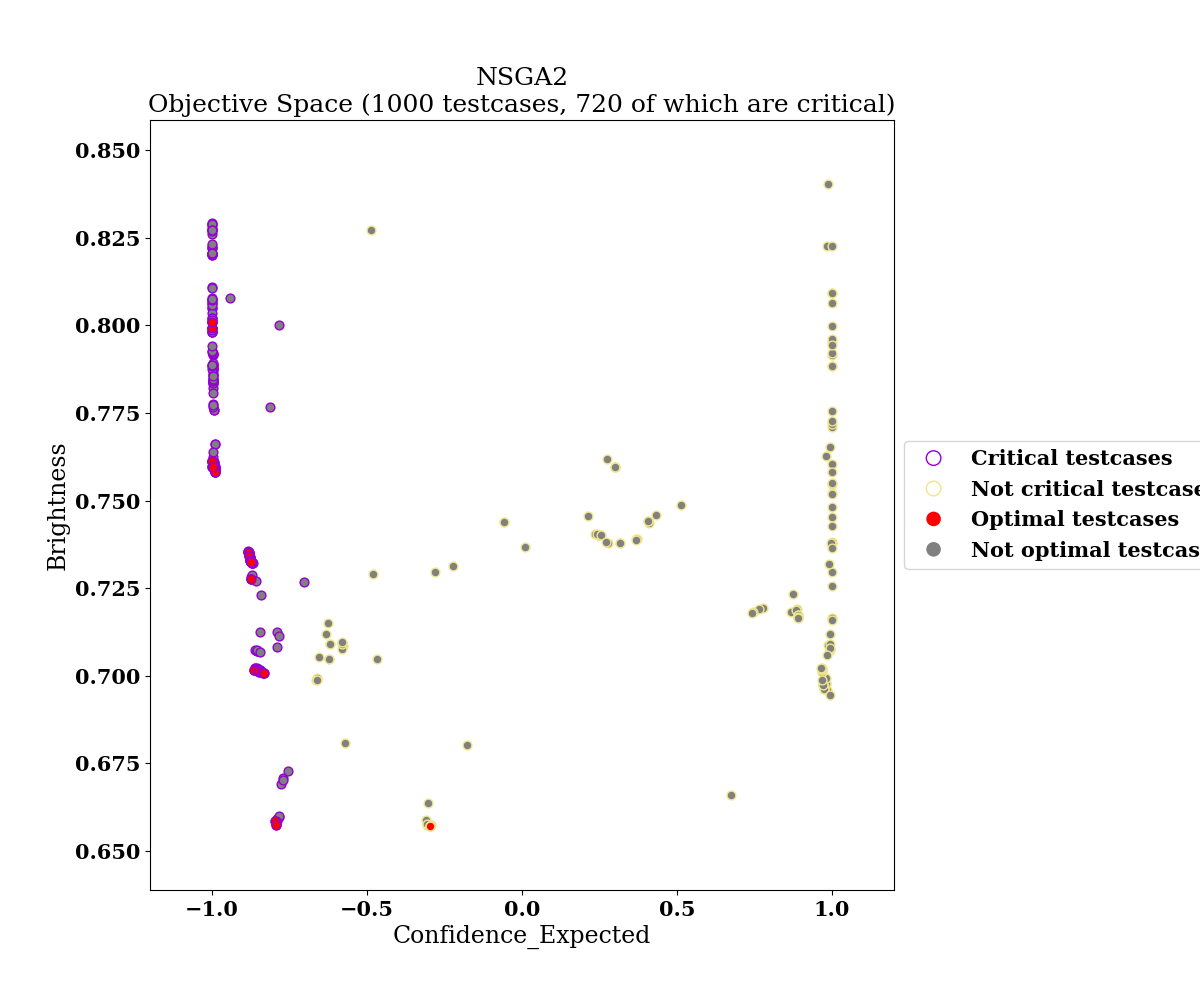 NSGA2
Objective Space (1000 testcases, 720 of which are critical)
0.850
0.825
0.800
0.775
0.750
0.725
0.700
0.675
0.650
Brightness
−1.0
−0.5
0.0
0.5
1.0
Confidence_Expected
Critical testcases
Not critical testcase
Optimal testcases
Not optimal testcas